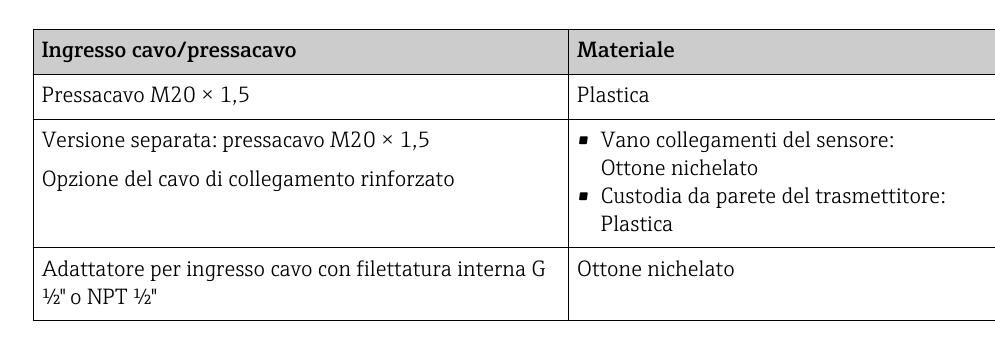 Ingresso cavo/pressacavo
Materiale
Pressacavo M20 × 1,5
Plastica
Versione separata: pressacavo M20 × 1,5
Opzione del cavo di collegamento rinforzato
▪ Vano collegamenti del sensore:
Ottone nichelato
▪ Custodia da parete del trasmettitore:
Plastica
Adattatore per ingresso cavo con filettatura interna G
½" o NPT ½"
Ottone nichelato